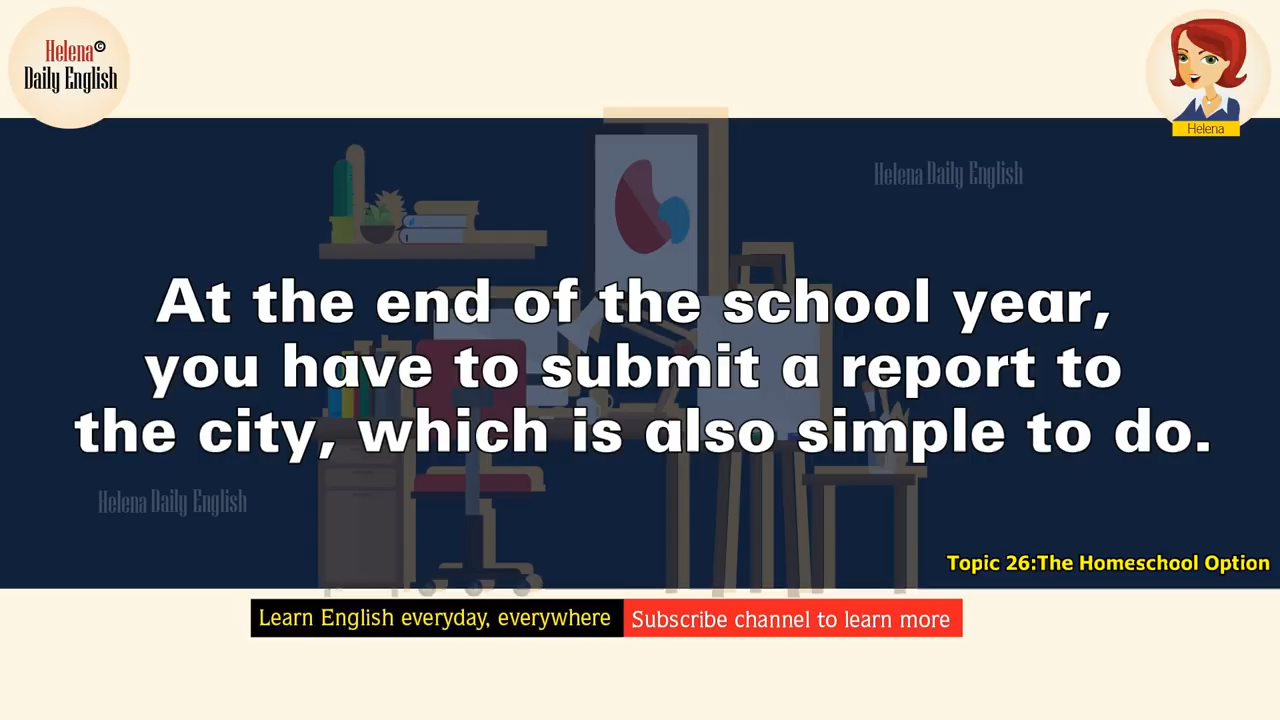 Helena©
Daily English
Helena
Helena Daily English
At the end of the school year,
you have to submit a report to
the city, which is also simple to do.
Helena Daily English
Topic 26:The Homeschool Option
Learn English everyday, everywhere
Subscribe channel to learn more